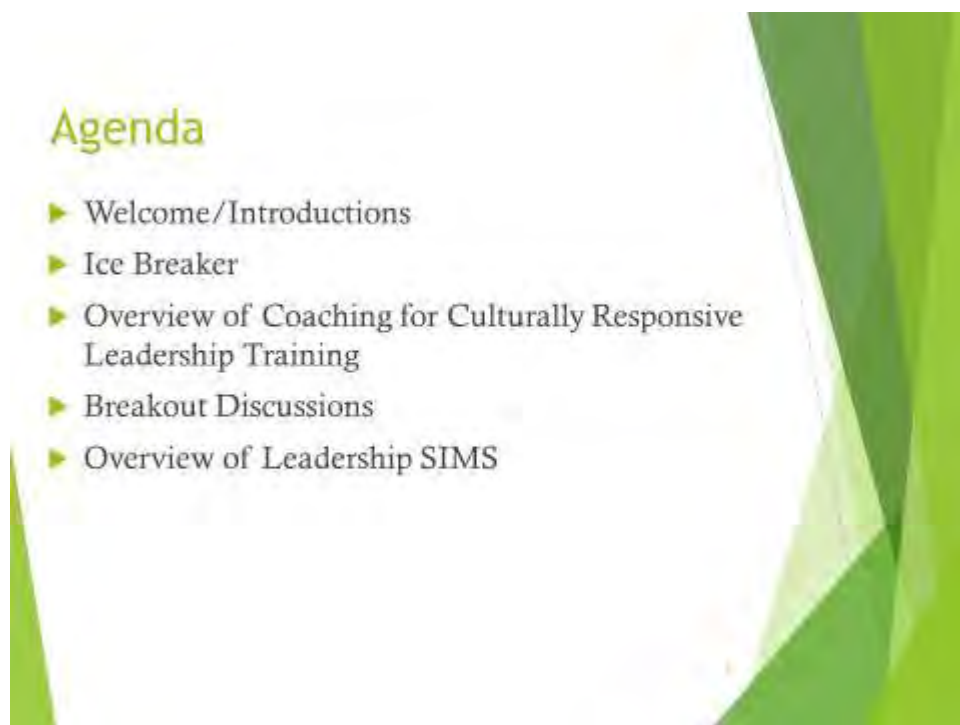 Agenda
Welcome/Introductions
Ice Breaker
Overview of Coaching for Culturally Responsive
Leadership Training
Breakout Discussions
Overview of Leadership SIMS